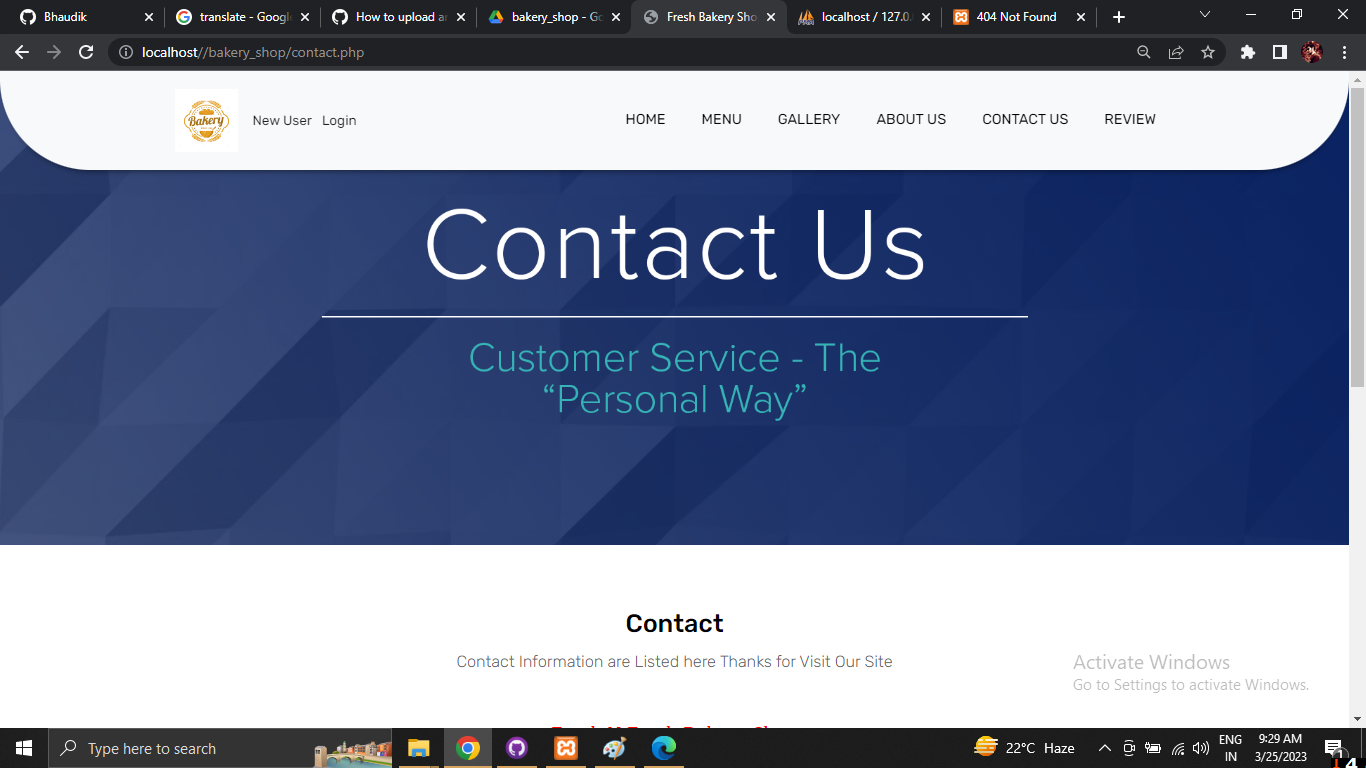 Bhaudik
translate - Googl
How to upload a
bakery_shop - Go
Fresh Bakery Sho
localhost / 127.0.
404 Not Found
localhost//bakery_shop/contact.php
Bakery
New User Login
HOME MENU GALLERY ABOUT US CONTACT US REVIEW
Contact Us
Customer Service - The
“Personal Way”
Contact
Contact Information are Listed here Thanks for Visit Our Site
Activate Windows
Go to Settings to activate Windows.
Type here to search
22°C Haze
ENG
IN
9:29 AM
3/25/2023